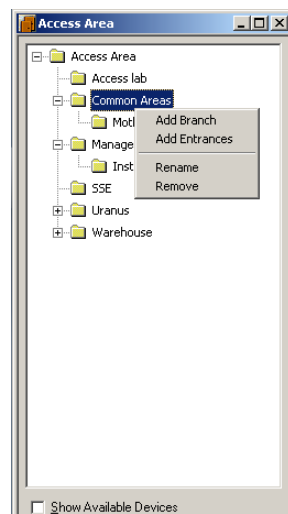 Access Area
Access Area
Access lab
Common Areas
Add Branch
Add Entrances
Rename
Remove
SSE
Uranus
Warehouse
Show Available Devices